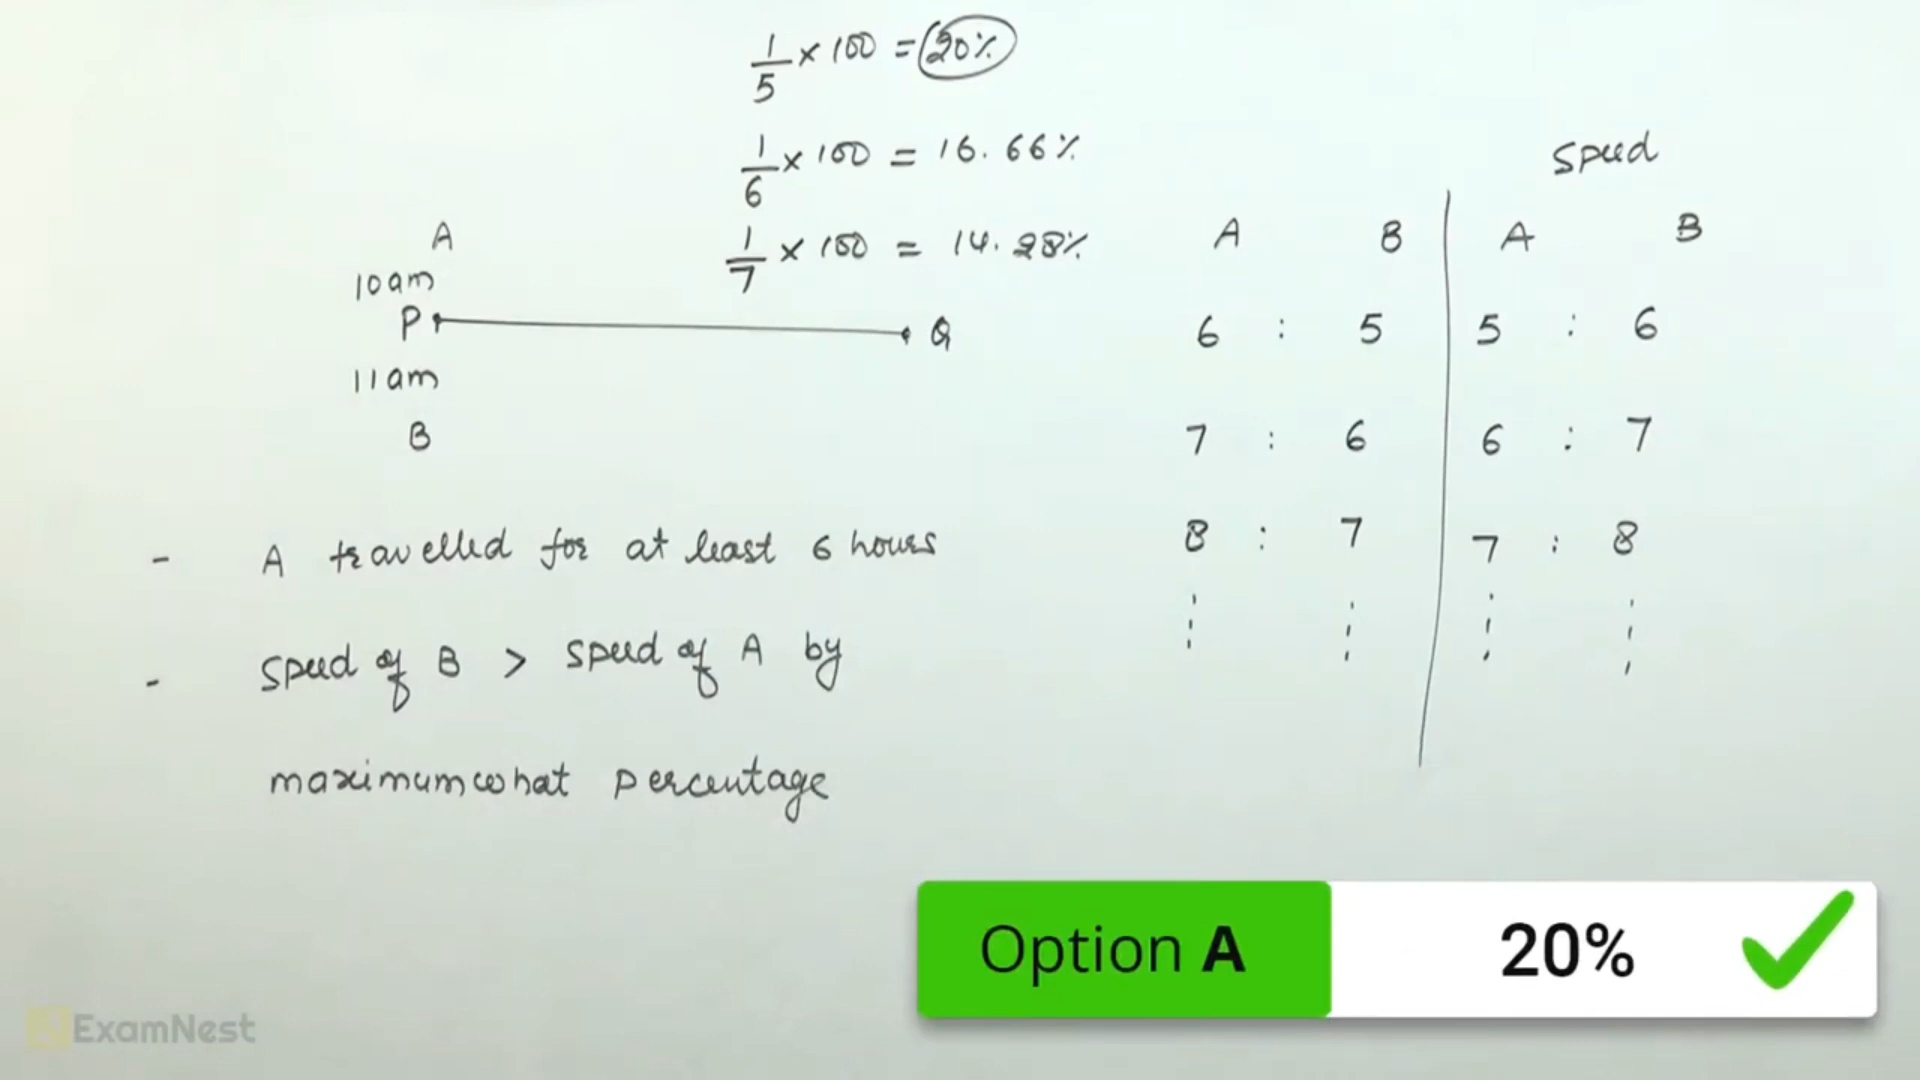 1/5 × 100 = 20%
1/6 × 100 = 16.66%
1/7 × 100 = 14.28%
A
10am
P Q
11am
B
- A travelled for at least 6 hours
- speed of B > speed of A by
maximum what percentage
speed
A B A B
6 : 5 5 : 6
7 : 6 6 : 7
8 : 7 7 : 8
Option A 20%
ExamNest